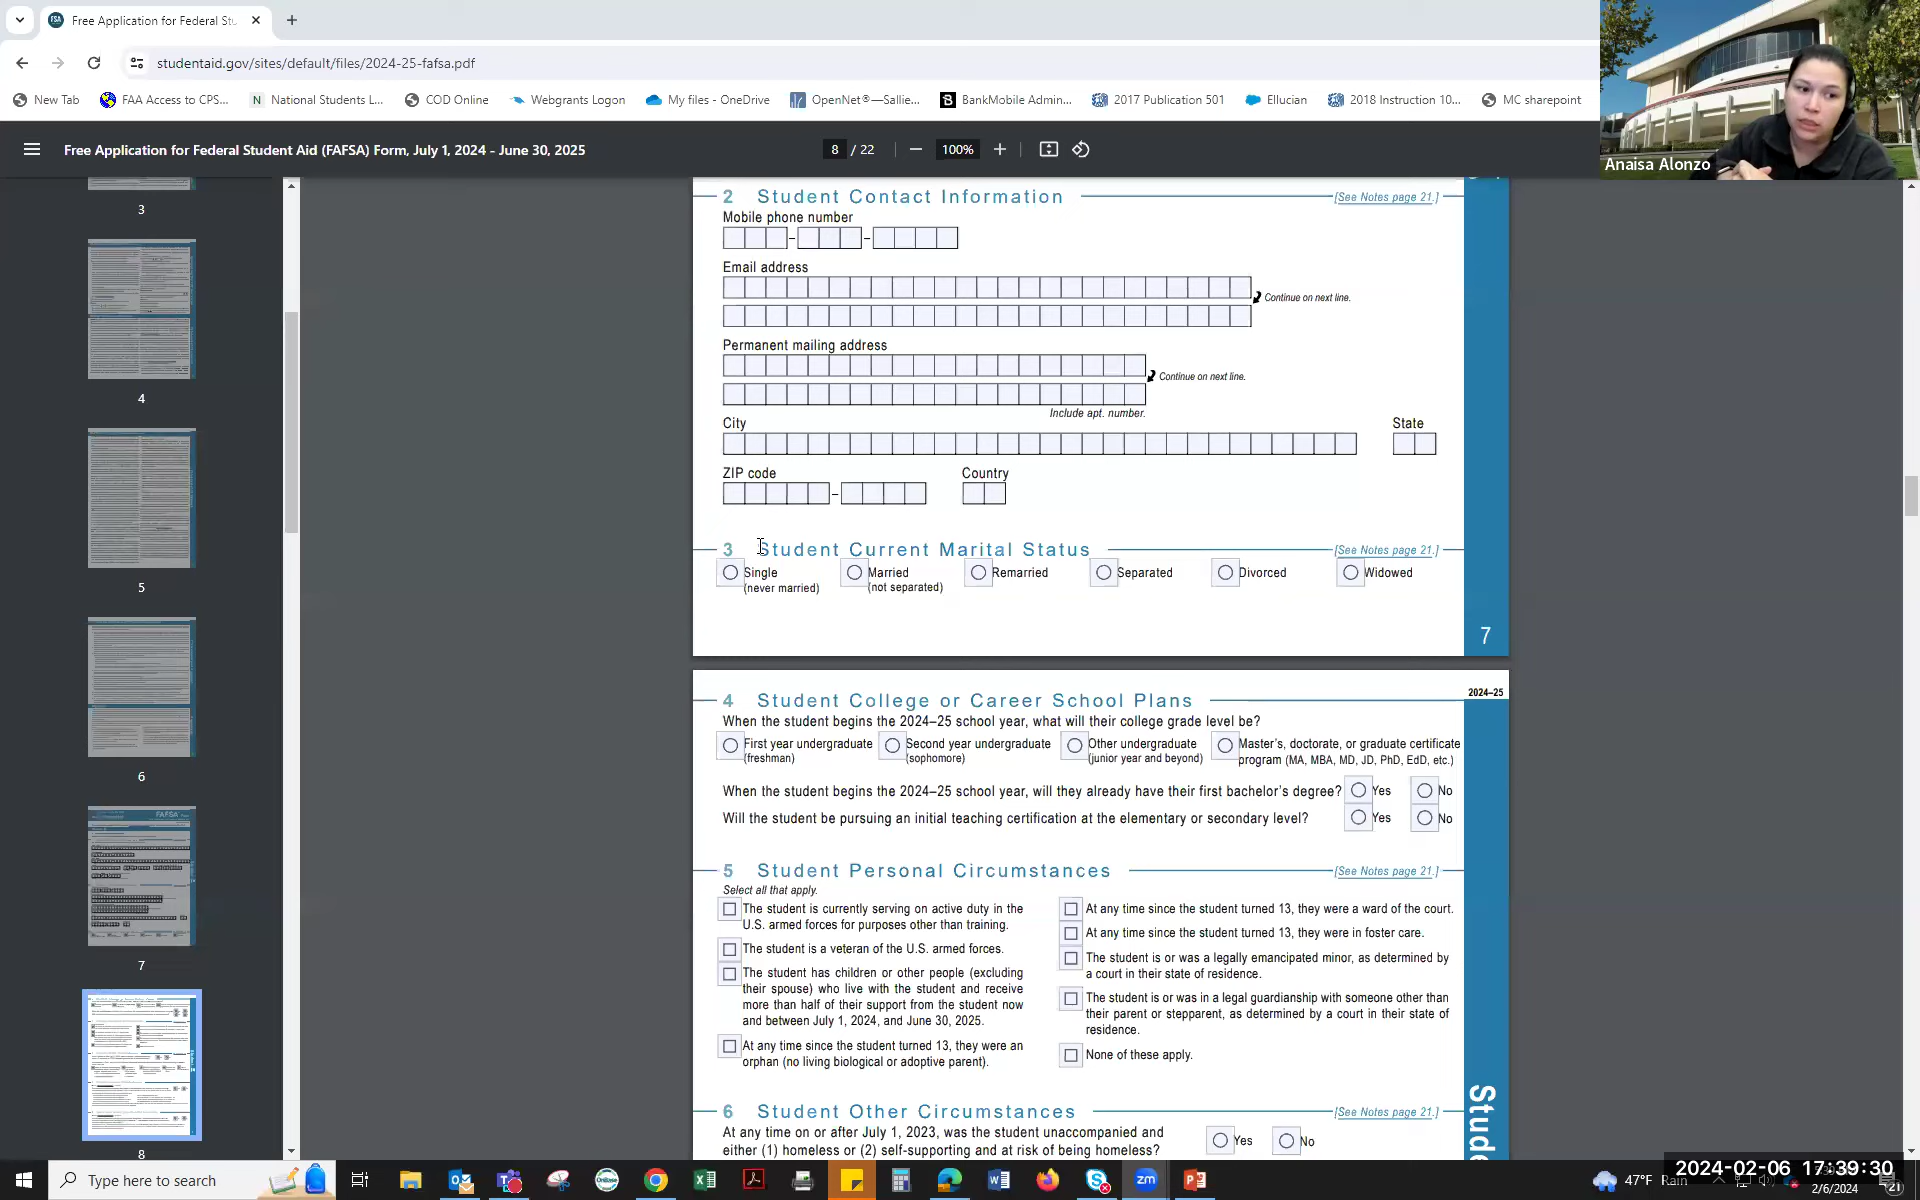 Free Application for Federal Stu
studentaid.gov/sites/default/files/2024-25-fafsa.pdf
New Tab
FAA Access to CPS...
National Students L...
COD Online
Webgrants Logon
My files - OneDrive
OpenNet®—Sallie...
BankMobile Admin...
2017 Publication 501
Ellucian
2018 Instruction 10...
MC sharepoint
Anaisa Alonzo
Free Application for Federal Student Aid (FAFSA) Form, July 1, 2024 - June 30, 2025
8 / 22
100%
3
4
5
6
7
8
2 Student Contact Information
[See Notes page 21.]
Mobile phone number
Email address
Continue on next line.
Permanent mailing address
Continue on next line.
Include apt. number.
City
State
ZIP code
Country
3 Student Current Marital Status
[See Notes page 21.]
Single
(never married)
Married
(not separated)
Remarried
Separated
Divorced
Widowed
7
2024–25
4 Student College or Career School Plans
When the student begins the 2024–25 school year, what will their college grade level be?
First year undergraduate
(freshman)
Second year undergraduate
(sophomore)
Other undergraduate
(junior year and beyond)
Master's, doctorate, or graduate certificate
program (MA, MBA, MD, JD, PhD, EdD, etc.)
When the student begins the 2024–25 school year, will they already have their first bachelor's degree?
Yes
No
Will the student be pursuing an initial teaching certification at the elementary or secondary level?
Yes
No
5 Student Personal Circumstances
[See Notes page 21.]
Select all that apply.
The student is currently serving on active duty in the
U.S. armed forces for purposes other than training.
The student is a veteran of the U.S. armed forces.
The student has children or other people (excluding
their spouse) who live with the student and receive
more than half of their support from the student now
and between July 1, 2024, and June 30, 2025.
At any time since the student turned 13, they were an
orphan (no living biological or adoptive parent).
At any time since the student turned 13, they were a ward of the court.
At any time since the student turned 13, they were in foster care.
The student is or was a legally emancipated minor, as determined by
a court in their state of residence.
The student is or was in a legal guardianship with someone other than
their parent or stepparent, as determined by a court in their state of
residence.
None of these apply.
6 Student Other Circumstances
[See Notes page 21.]
At any time on or after July 1, 2023, was the student unaccompanied and
either (1) homeless or (2) self-supporting and at risk of being homeless?
Yes
No
Stude
Type here to search
47°F Rain
2024-02-06 17:39:30
2/6/2024
21